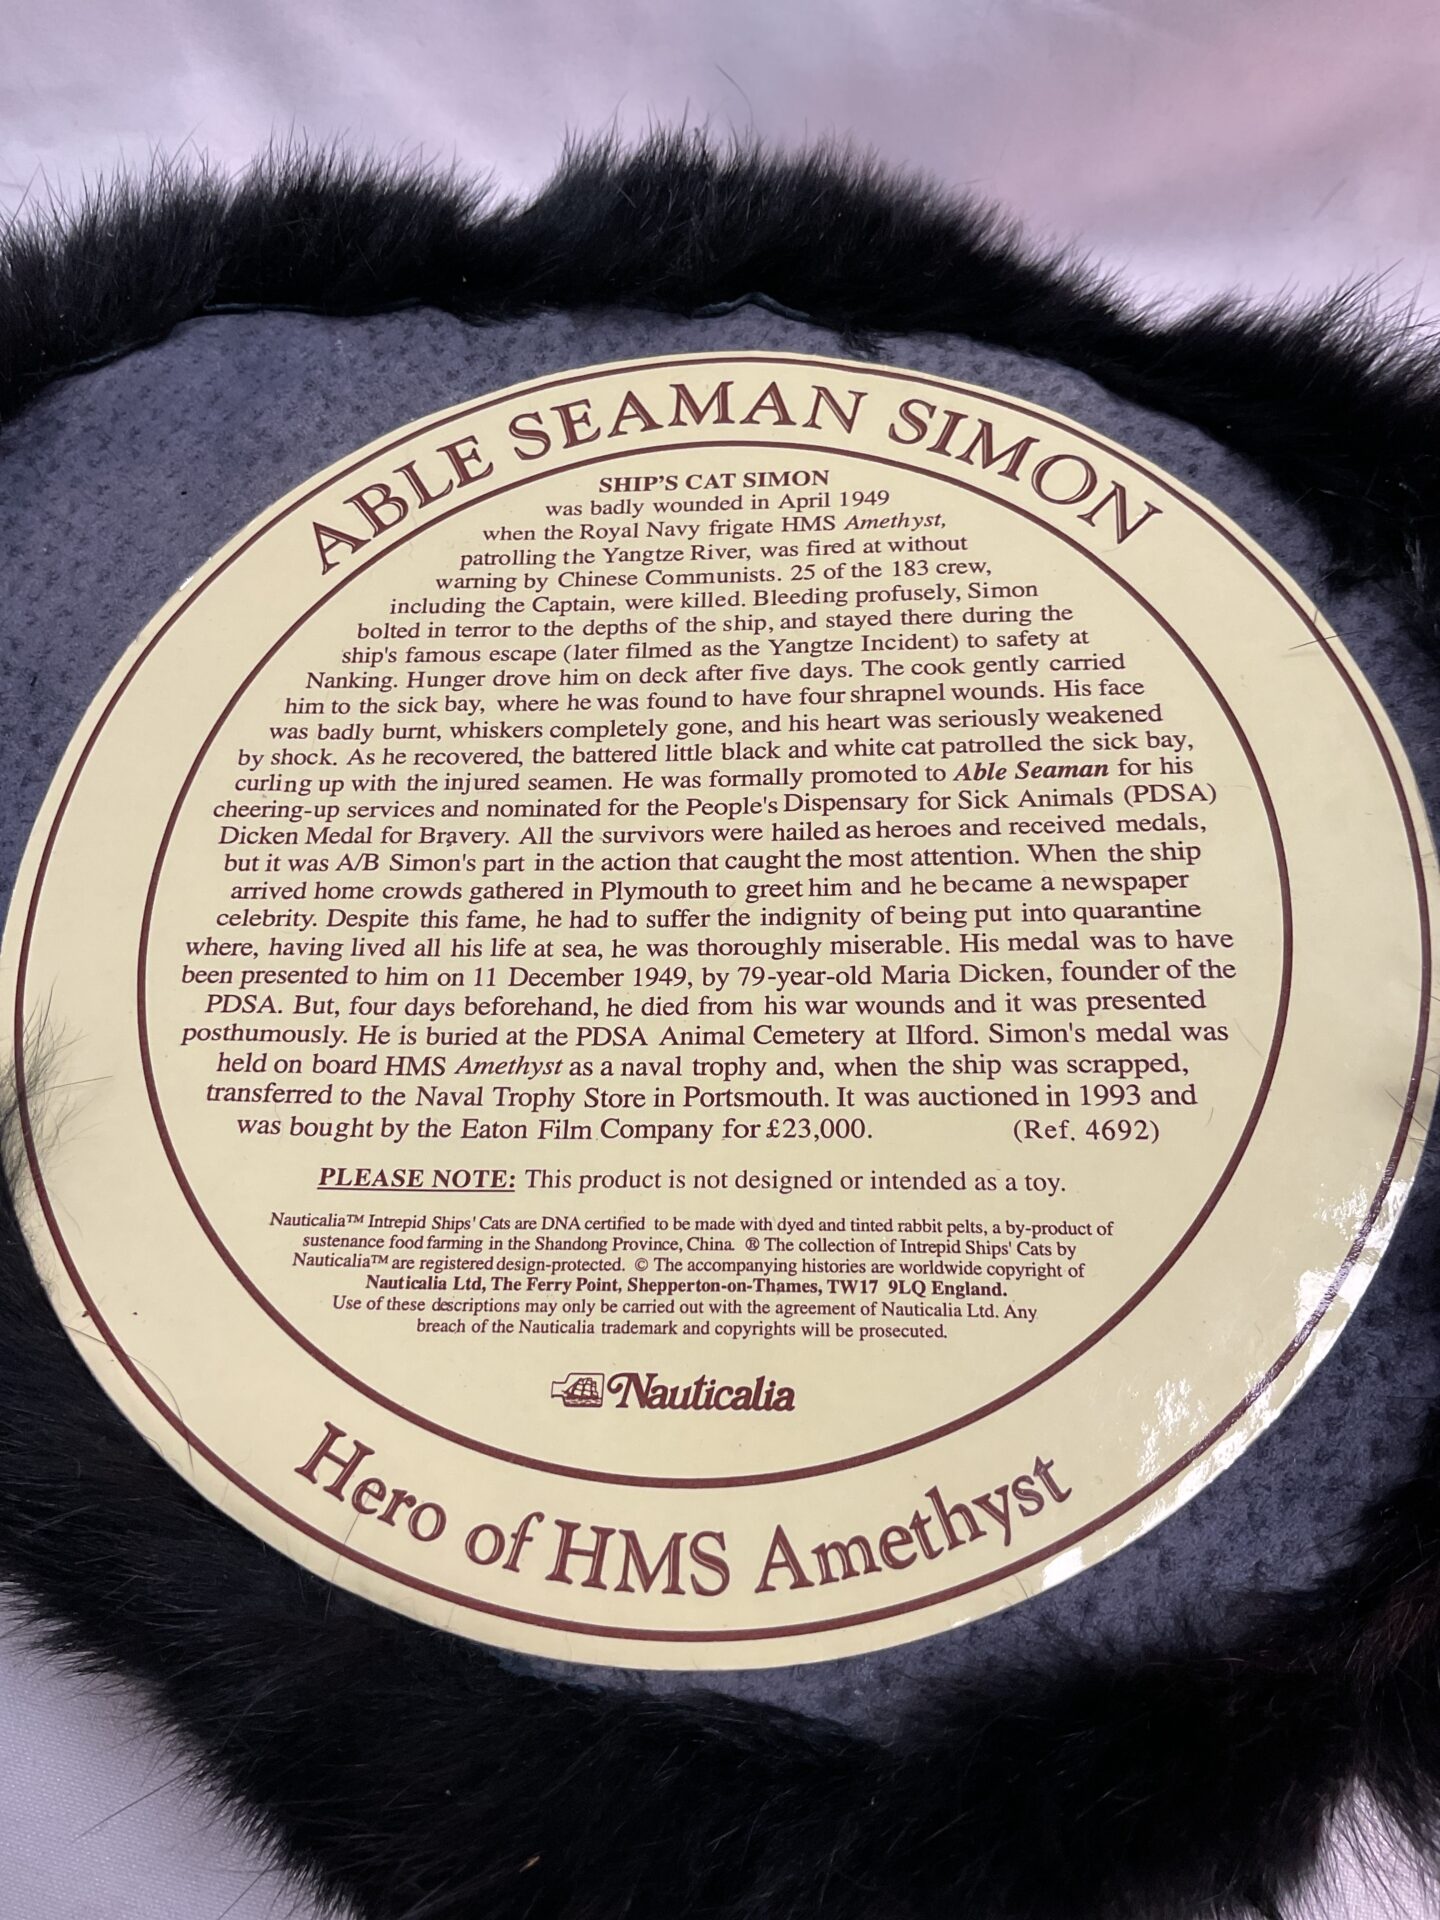 ABLE SEAMAN SIMON
SHIP'S CAT SIMON
was badly wounded in April 1949
when the Royal Navy frigate HMS Amethyst,
patrolling the Yangtze River, was fired at without
warning by Chinese Communists. 25 of the 183 crew,
including the Captain, were killed. Bleeding profusely, Simon
bolted in terror to the depths of the ship, and stayed there during the
ship's famous escape (later filmed as the Yangtze Incident) to safety at
Nanking. Hunger drove him on deck after five days. The cook gently carried
him to the sick bay, where he was found to have four shrapnel wounds. His face
was badly burnt, whiskers completely gone, and his heart was seriously weakened
by shock. As he recovered, the battered little black and white cat patrolled the sick bay,
curling up with the injured seamen. He was formally promoted to Able Seaman for his
cheering-up services and nominated for the People's Dispensary for Sick Animals (PDSA)
Dicken Medal for Bravery. All the survivors were hailed as heroes and received medals,
but it was A/B Simon's part in the action that caught the most attention. When the ship
arrived home crowds gathered in Plymouth to greet him and he became a newspaper
celebrity. Despite this fame, he had to suffer the indignity of being put into quarantine
where, having lived all his life at sea, he was thoroughly miserable. His medal was to have
been presented to him on 11 December 1949, by 79-year-old Maria Dicken, founder of the
PDSA. But, four days beforehand, he died from his war wounds and it was presented
posthumously. He is buried at the PDSA Animal Cemetery at Ilford. Simon's medal was
held on board HMS Amethyst as a naval trophy and, when the ship was scrapped,
transferred to the Naval Trophy Store in Portsmouth. It was auctioned in 1993 and
was bought by the Eaton Film Company for £23,000. (Ref. 4692)
PLEASE NOTE: This product is not designed or intended as a toy.
Nauticalia™ Intrepid Ships' Cats are DNA certified to be made with dyed and tinted rabbit pelts, a by-product of
sustenance food farming in the Shandong Province, China. ® The collection of Intrepid Ships' Cats by
Nauticalia™ are registered design-protected. © The accompanying histories are worldwide copyright of
Nauticalia Ltd, The Ferry Point, Shepperton-on-Thames, TW17 9LQ England.
Use of these descriptions may only be carried out with the agreement of Nauticalia Ltd. Any
breach of the Nauticalia trademark and copyrights will be prosecuted.
Nauticalia
Hero of HMS Amethyst